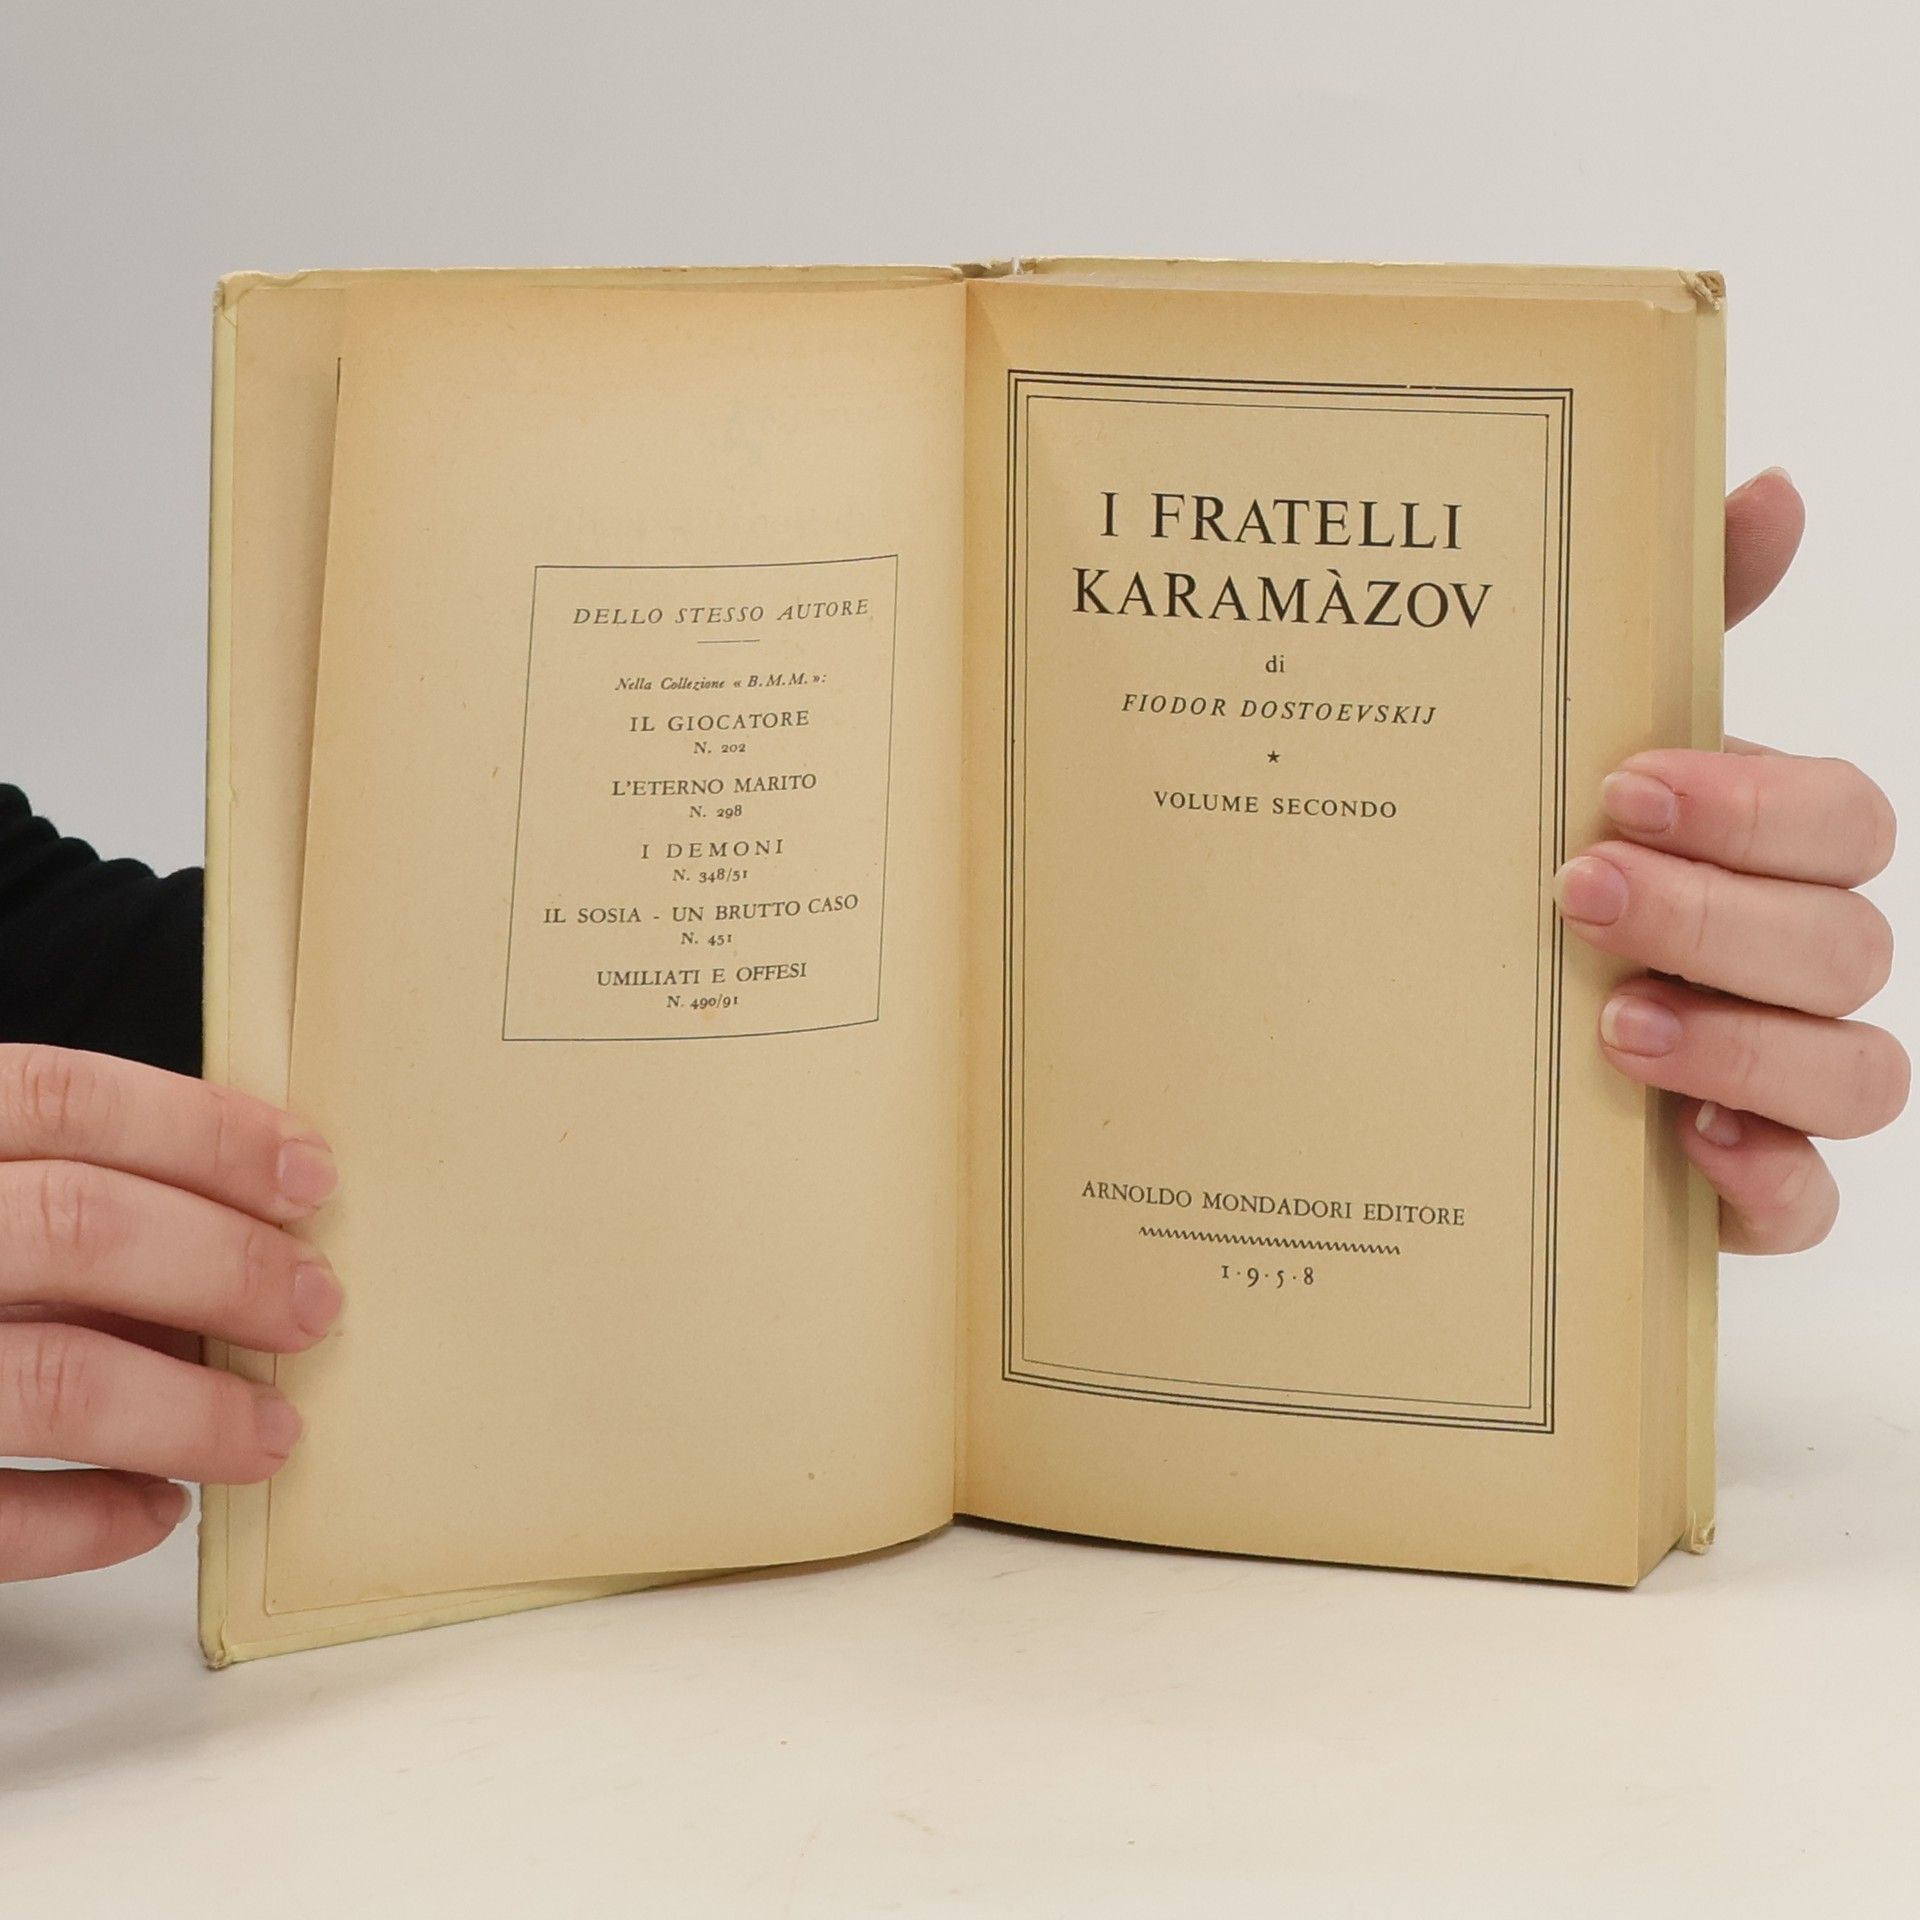 DELLO STESSO AUTORE
Nella Collezione « B.M.M. »:
IL GIOCATORE
N. 202
L'ETERNO MARITO
N. 298
I DEMONI
N. 348/51
IL SOSIA - UN BRUTTO CASO
N. 451
UMILIATI E OFFESI
N. 490/91
I FRATELLI
KARAMÀZOV
di
FIODOR DOSTOEVSKIJ
★
VOLUME SECONDO
ARNOLDO MONDADORI EDITORE
1·9·5·8